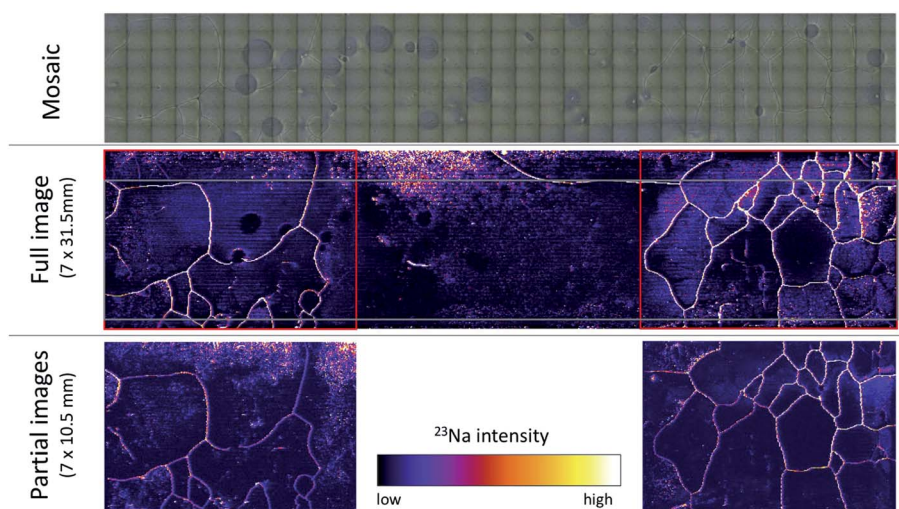 Mosaic
Full image
(7 x 31.5mm)
Partial images
(7 x 10.5 mm)
23Na intensity
low
high